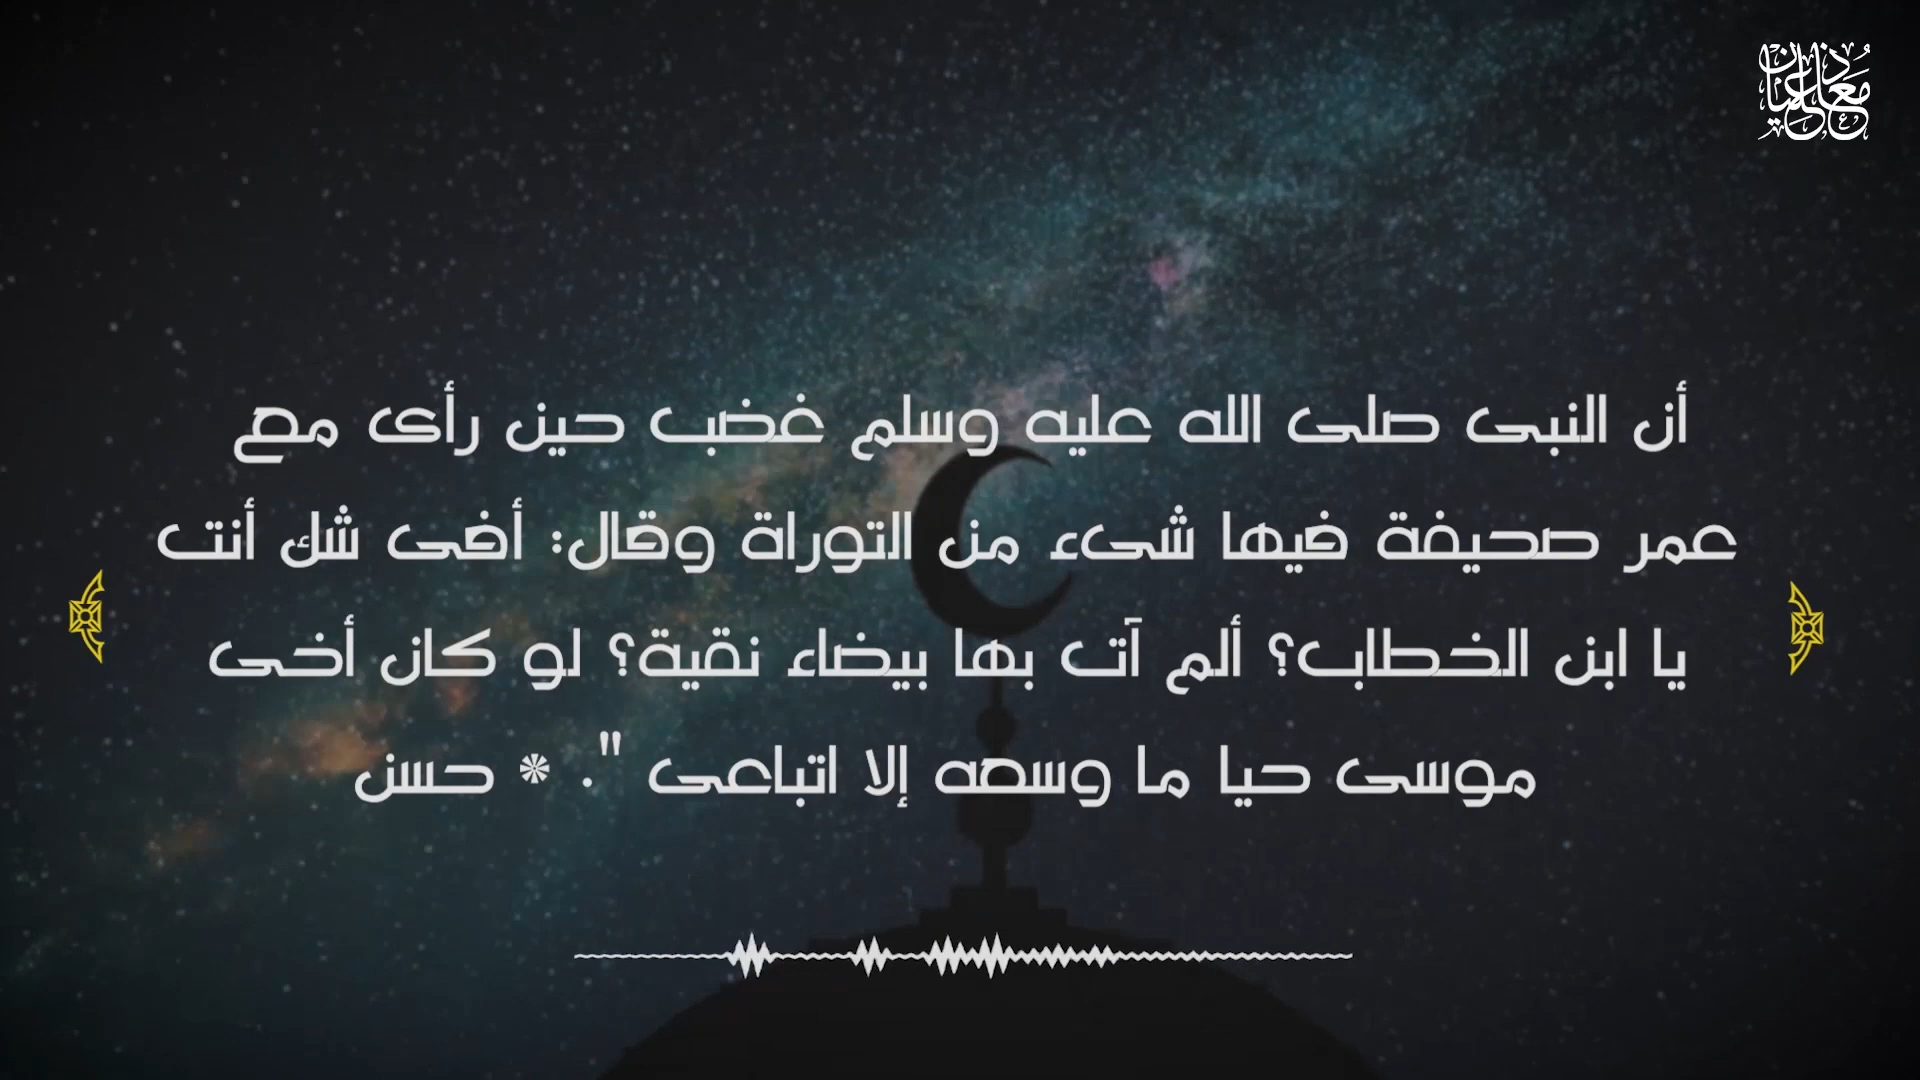 معاذ عليان
أن النبى صلى الله عليه وسلم غضب حين رأى مع
عمر صحيفة فيها شىء من التوراة وقال: أفى شك أنت
يا ابن الخطاب؟ ألم آت بها بيضاء نقية؟ لو كان أخى
موسى حيا ما وسعه إلا اتباعى ". * حسن